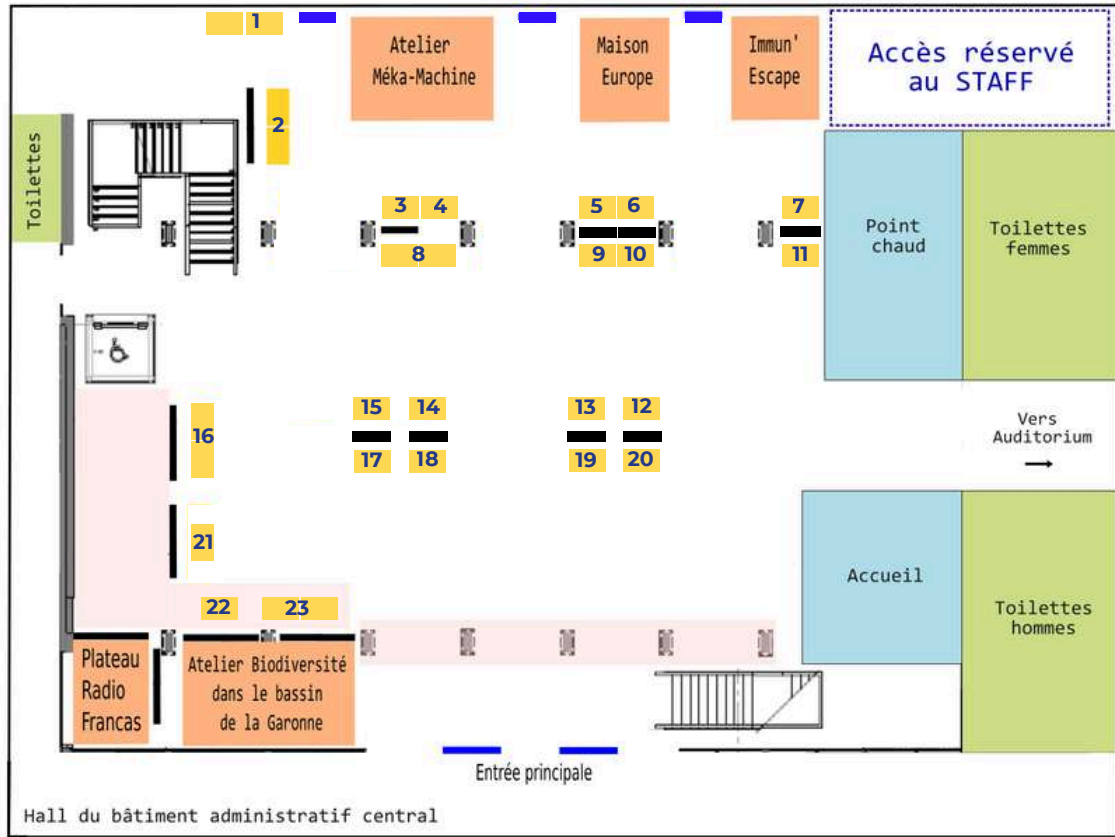 1
Atelier
Méka-Machine
Maison
Europe
Immun'
Escape
Accès réservé
au STAFF
2
Toilettes
3 4
5 6
7
8
9 10
11
Point
chaud
Toilettes
femmes
15 14
13 12
16
17 18
19 20
Vers
Auditorium
21
22
23
Accueil
Toilettes
hommes
Plateau
Radio
Francas
Atelier Biodiversité
dans le bassin
de la Garonne
Entrée principale
Hall du bâtiment administratif central